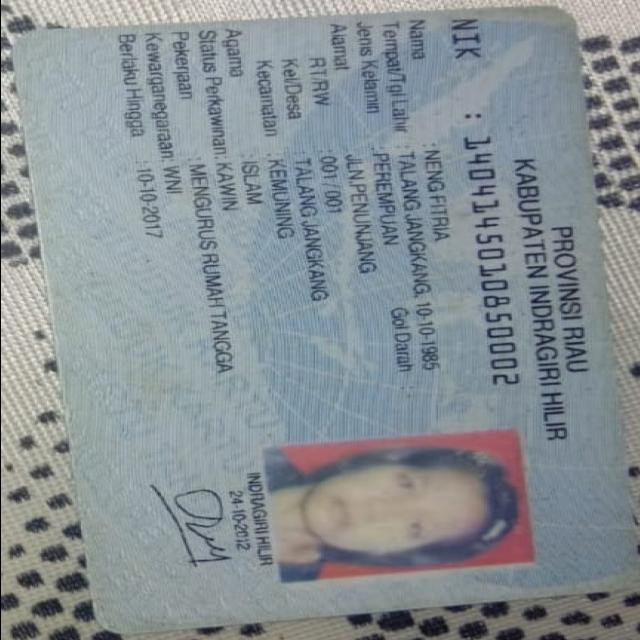 PROVINSI RIAU
KABUPATEN INDRAGIRI HILIR
NIK : 1404145010850002
Nama : NENG FITRIA
Tempat/Tgl Lahir : TALANG JANGKANG, 10-10-1985
Jenis Kelamin : PEREMPUAN Gol Darah :
Alamat : JLN PENUNJANG
RT/RW : 001/001
Kel/Desa : TALANG JANGKANG
Kecamatan : KEMUNING
Agama : ISLAM
Status Perkawinan: KAWIN
Pekerjaan : MENGURUS RUMAH TANGGA
Kewarganegaraan: WNI
Berlaku Hingga : 10-10-2017
INDRAGIRI HILIR
24-10-2012